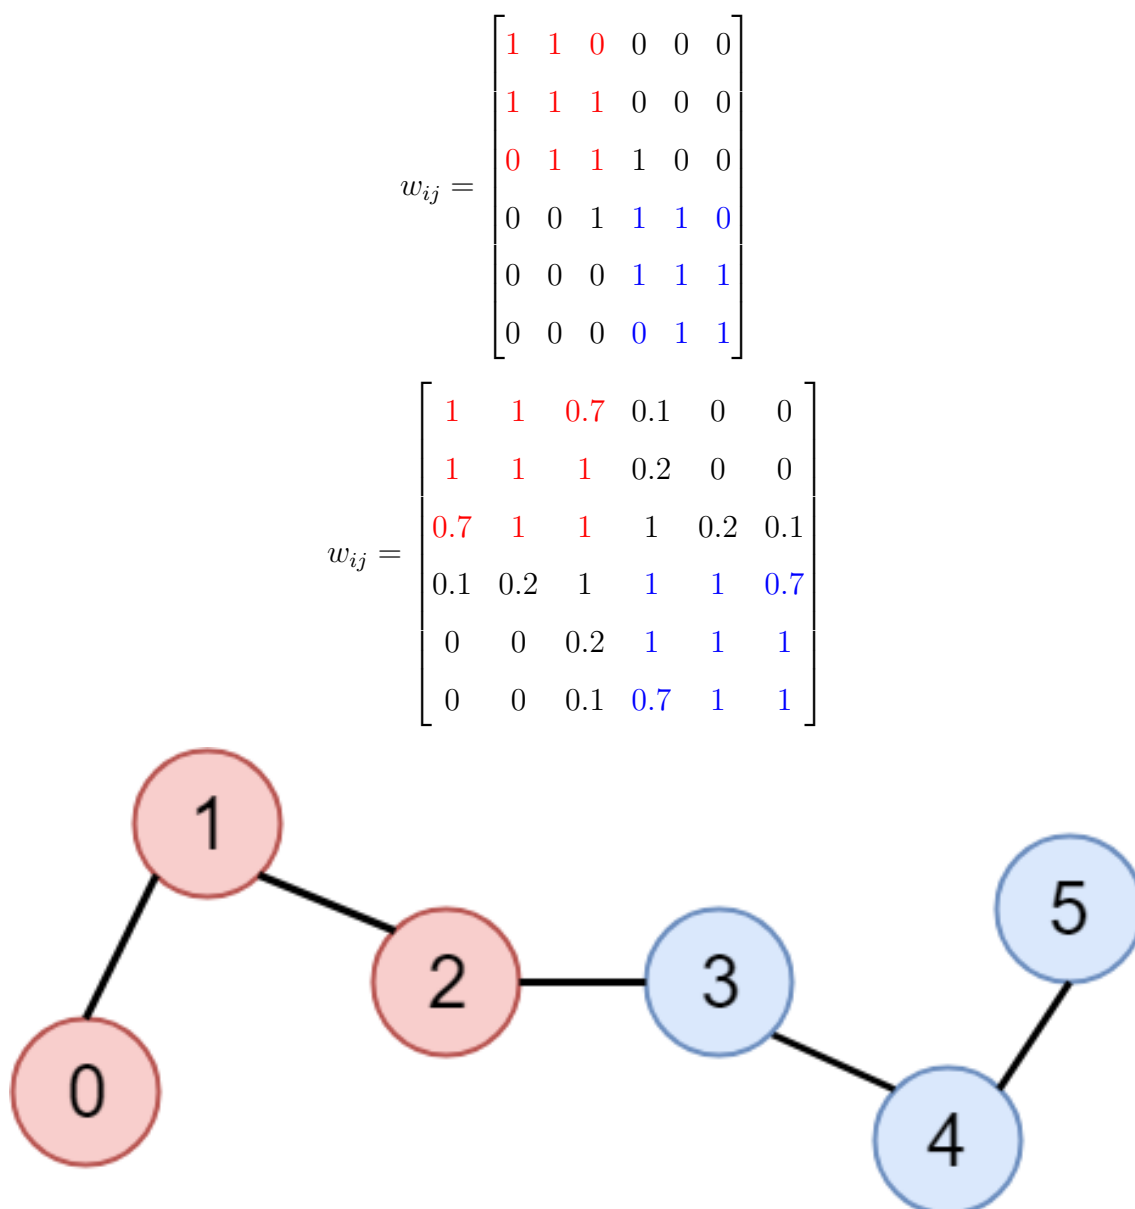 1 1 0 0 0 0
1 1 1 0 0 0
0 1 1 1 0 0
w_{ij} =
0 0 1 1 1 0
0 0 0 1 1 1
0 0 0 0 1 1
1 1 0.7 0.1 0 0
1 1 1 0.2 0 0
0.7 1 1 1 0.2 0.1
w_{ij} =
0.1 0.2 1 1 1 0.7
0 0 0.2 1 1 1
0 0 0.1 0.7 1 1
1
5
2 3
0
4